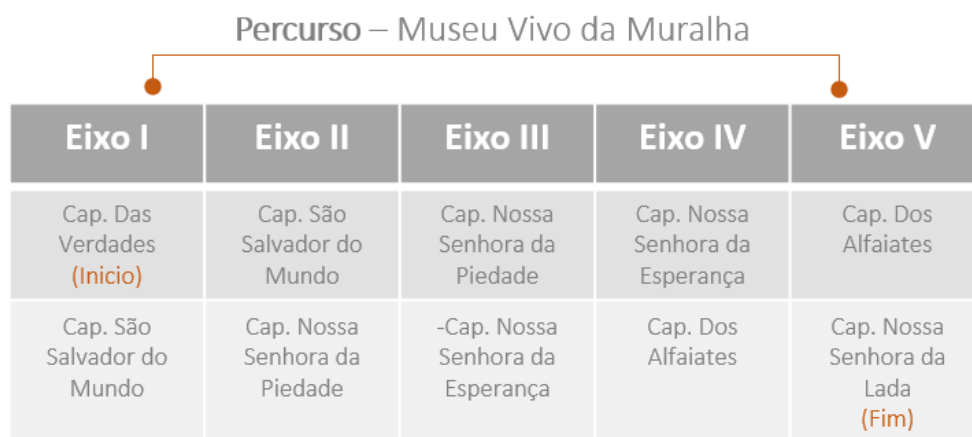 Percurso – Museu Vivo da Muralha
Eixo I
Eixo II
Eixo III
Eixo IV
Eixo V
Cap. Das
Verdades
(Inicio)
Cap. São
Salvador do
Mundo
Cap. Nossa
Senhora da
Piedade
Cap. Nossa
Senhora da
Esperança
Cap. Dos
Alfaiates
Cap. São
Salvador do
Mundo
Cap. Nossa
Senhora da
Piedade
-Cap. Nossa
Senhora da
Esperança
Cap. Dos
Alfaiates
Cap. Nossa
Senhora da
Lada
(Fim)